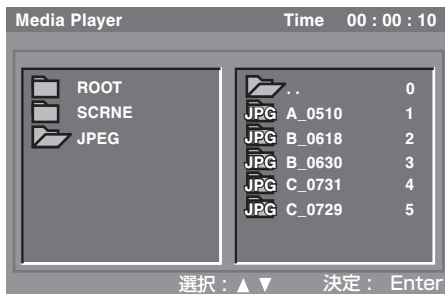 Media Player Time 00 : 00 : 10
ROOT
SCRNE
JPEG
. . 0
JPG A_0510 1
JPG B_0618 2
JPG B_0630 3
JPG C_0731 4
JPG C_0729 5
選択 : ▲ ▼ 決定 : Enter